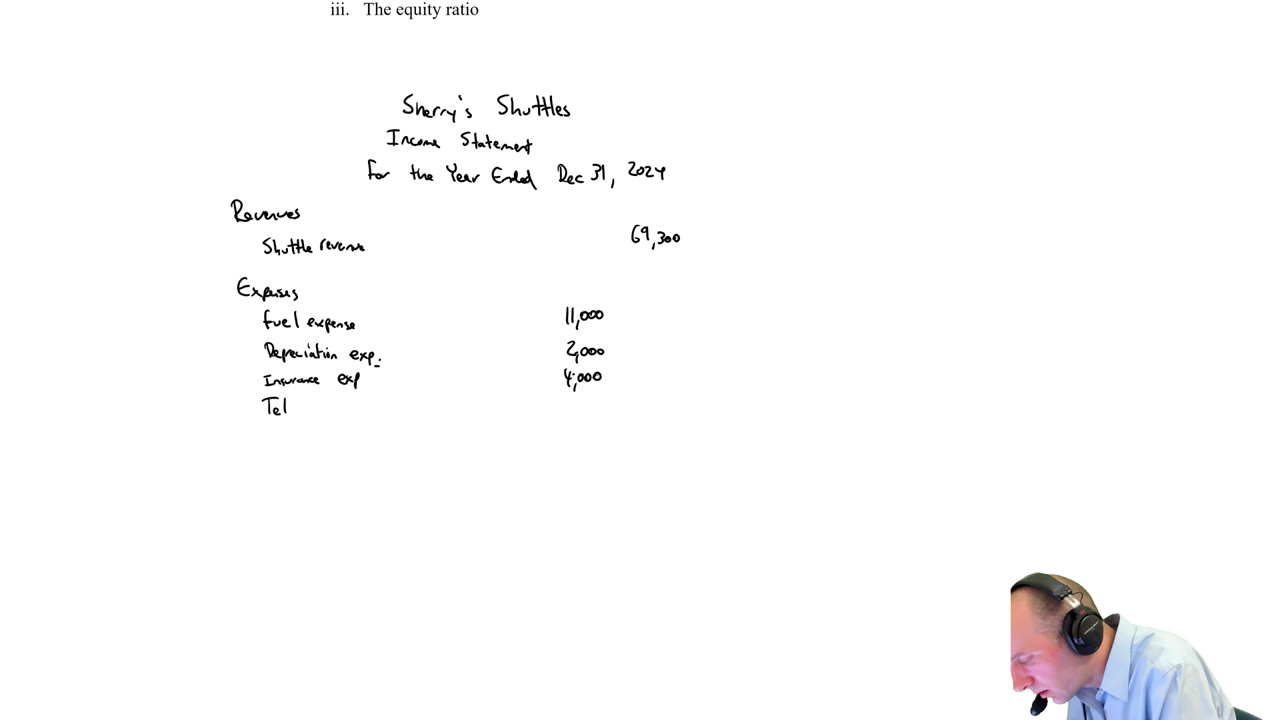 iii. The equity ratio
Sherry's Shuttles
Income Statement
For the Year Ended Dec 31, 2024
Revenues
Shuttle revenue 69,300
Expenses
Fuel expense 11,000
Depreciation exp. 2,000
Insurance exp 4,000
Tel